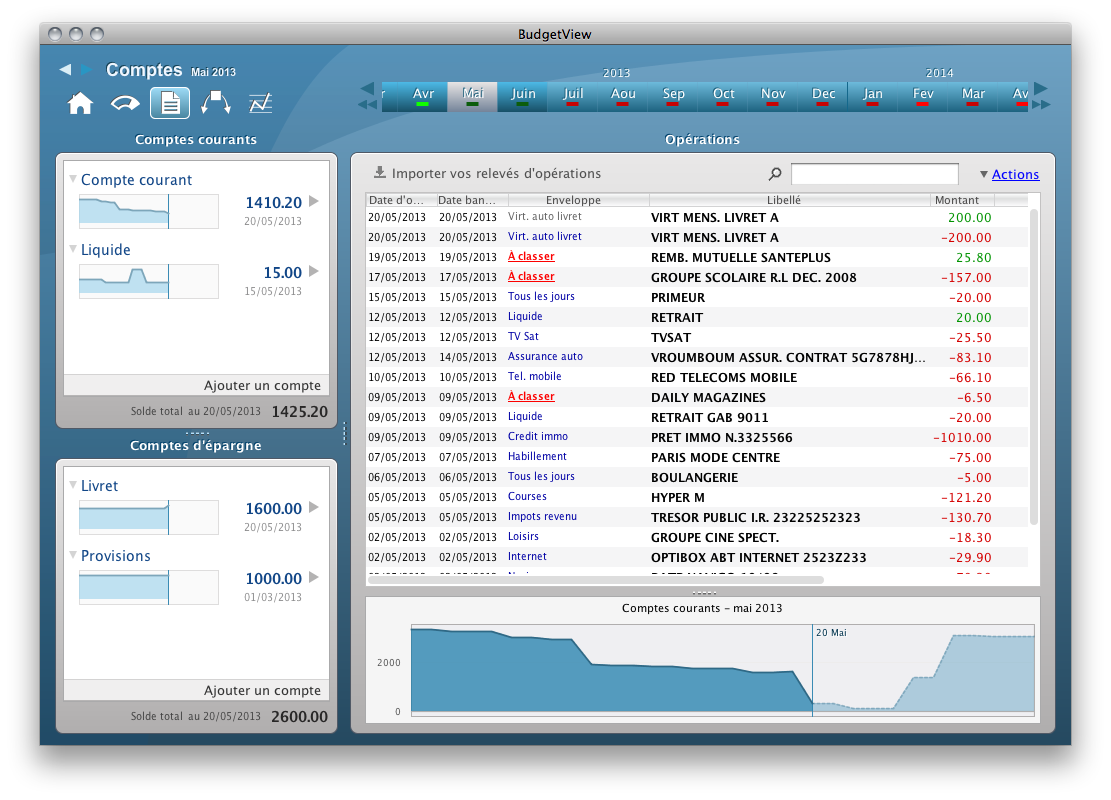 BudgetView
Comptes Mai 2013
2013 2014
r Avr Mai Juin Juil Aou Sep Oct Nov Dec Jan Fev Mar Av
Comptes courants
Compte courant
1410.20
20/05/2013
Liquide
15.00
15/05/2013
Ajouter un compte
Solde total au 20/05/2013 1425.20
Comptes d'épargne
Livret
1600.00
20/05/2013
Provisions
1000.00
01/03/2013
Ajouter un compte
Solde total au 20/05/2013 2600.00
Opérations
Importer vos relevés d'opérations Actions
Date d'o... Date ban... Enveloppe Libellé Montant
20/05/2013 20/05/2013 Virt. auto livret VIRT MENS. LIVRET A 200.00
20/05/2013 20/05/2013 Virt. auto livret VIRT MENS. LIVRET A -200.00
19/05/2013 19/05/2013 À classer REMB. MUTUELLE SANTEPLUS 25.80
17/05/2013 17/05/2013 À classer GROUPE SCOLAIRE R.L DEC. 2008 -157.00
15/05/2013 15/05/2013 Tous les jours PRIMEUR -20.00
12/05/2013 12/05/2013 Liquide RETRAIT 20.00
12/05/2013 12/05/2013 TV Sat TVSAT -25.50
12/05/2013 14/05/2013 Assurance auto VROUMBOUM ASSUR. CONTRAT 5G7878HJ... -83.10
10/05/2013 10/05/2013 Tel. mobile RED TELECOMS MOBILE -66.10
09/05/2013 09/05/2013 À classer DAILY MAGAZINES -6.50
09/05/2013 09/05/2013 Liquide RETRAIT GAB 9011 -20.00
09/05/2013 09/05/2013 Credit immo PRET IMMO N.3325566 -1010.00
07/05/2013 07/05/2013 Habillement PARIS MODE CENTRE -75.00
06/05/2013 06/05/2013 Tous les jours BOULANGERIE -5.00
05/05/2013 05/05/2013 Courses HYPER M -121.20
05/05/2013 05/05/2013 Impots revenu TRESOR PUBLIC I.R. 23225252323 -130.70
02/05/2013 02/05/2013 Loisirs GROUPE CINE SPECT. -18.30
02/05/2013 02/05/2013 Internet OPTIBOX ABT INTERNET 2523Z233 -29.90
Comptes courants - mai 2013
20 Mai
2000
0